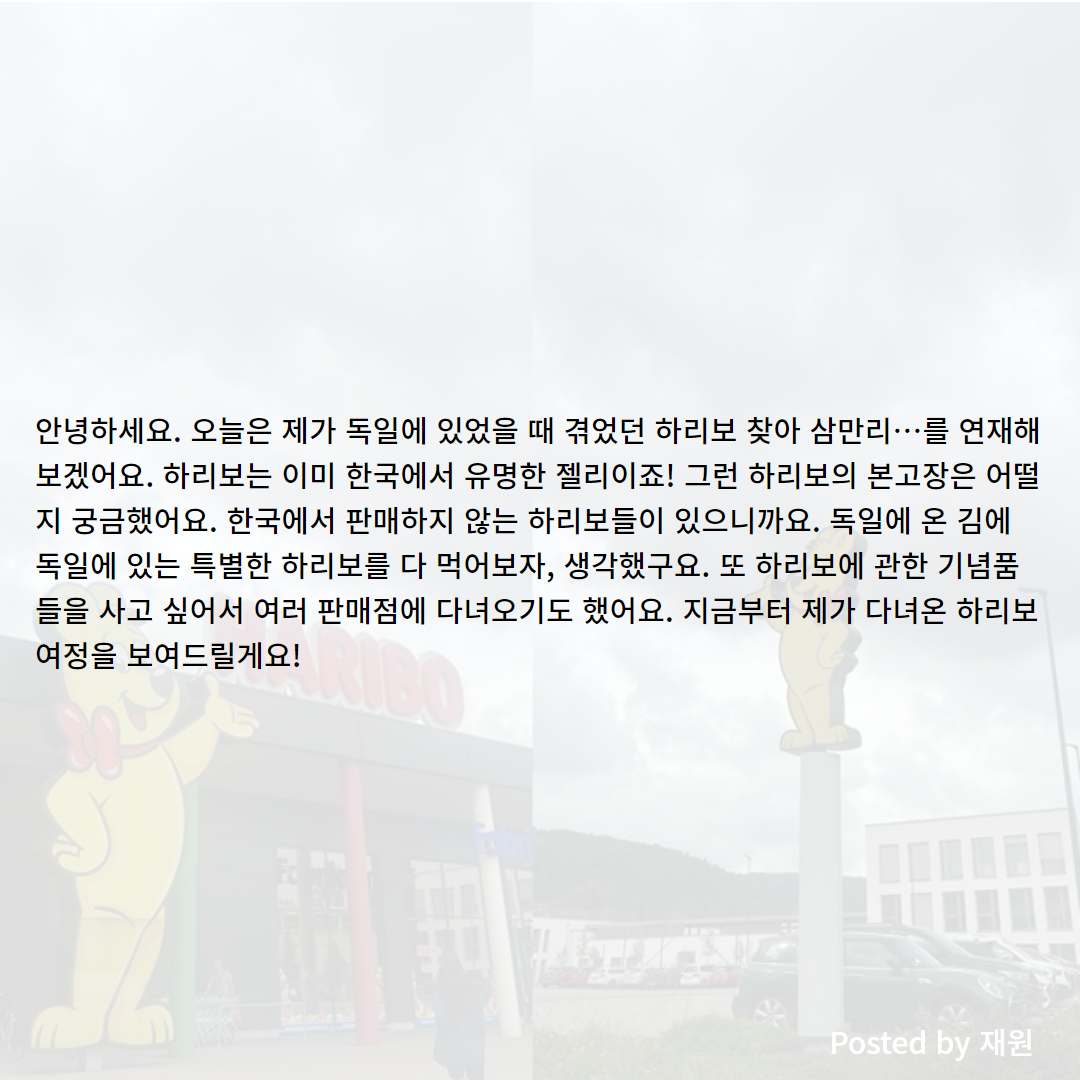 안녕하세요. 오늘은 제가 독일에 있었을 때 겪었던 하리보 찾아 삼만리…를 연재해
보겠어요. 하리보는 이미 한국에서 유명한 젤리이죠! 그런 하리보의 본고장은 어떨
지 궁금했어요. 한국에서 판매하지 않는 하리보들이 있으니까요. 독일에 온 김에
독일에 있는 특별한 하리보를 다 먹어보자, 생각했구요. 또 하리보에 관한 기념품
들을 사고 싶어서 여러 판매점에 다녀오기도 했어요. 지금부터 제가 다녀온 하리보
여정을 보여드릴게요!
HARIBO
Posted by 재원